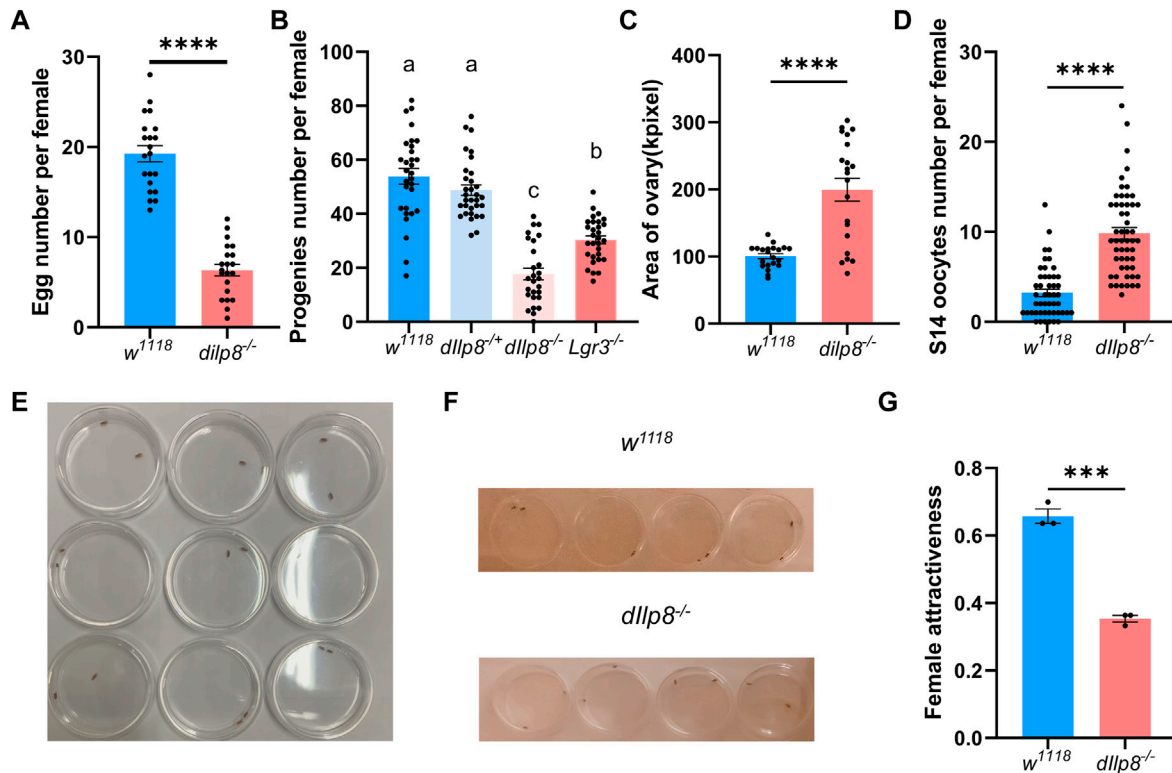 A
Egg number per female
30
20
10
0
****
w1118
dilp8-/-
B
Progenies number per female
100
80
60
40
20
0
a
a
c
b
w1118
dIlp8-/+
dIlp8-/-
Lgr3-/-
C
Area of ovary(kpixel)
400
300
200
100
0
****
w1118
dilp8-/-
D
S14 oocytes number per female
30
20
10
0
****
w1118
dIlp8-/-
E
F
w1118
dIlp8-/-
G
Female attractiveness
0.8
0.6
0.4
0.2
0.0
***
w1118
dIlp8-/-